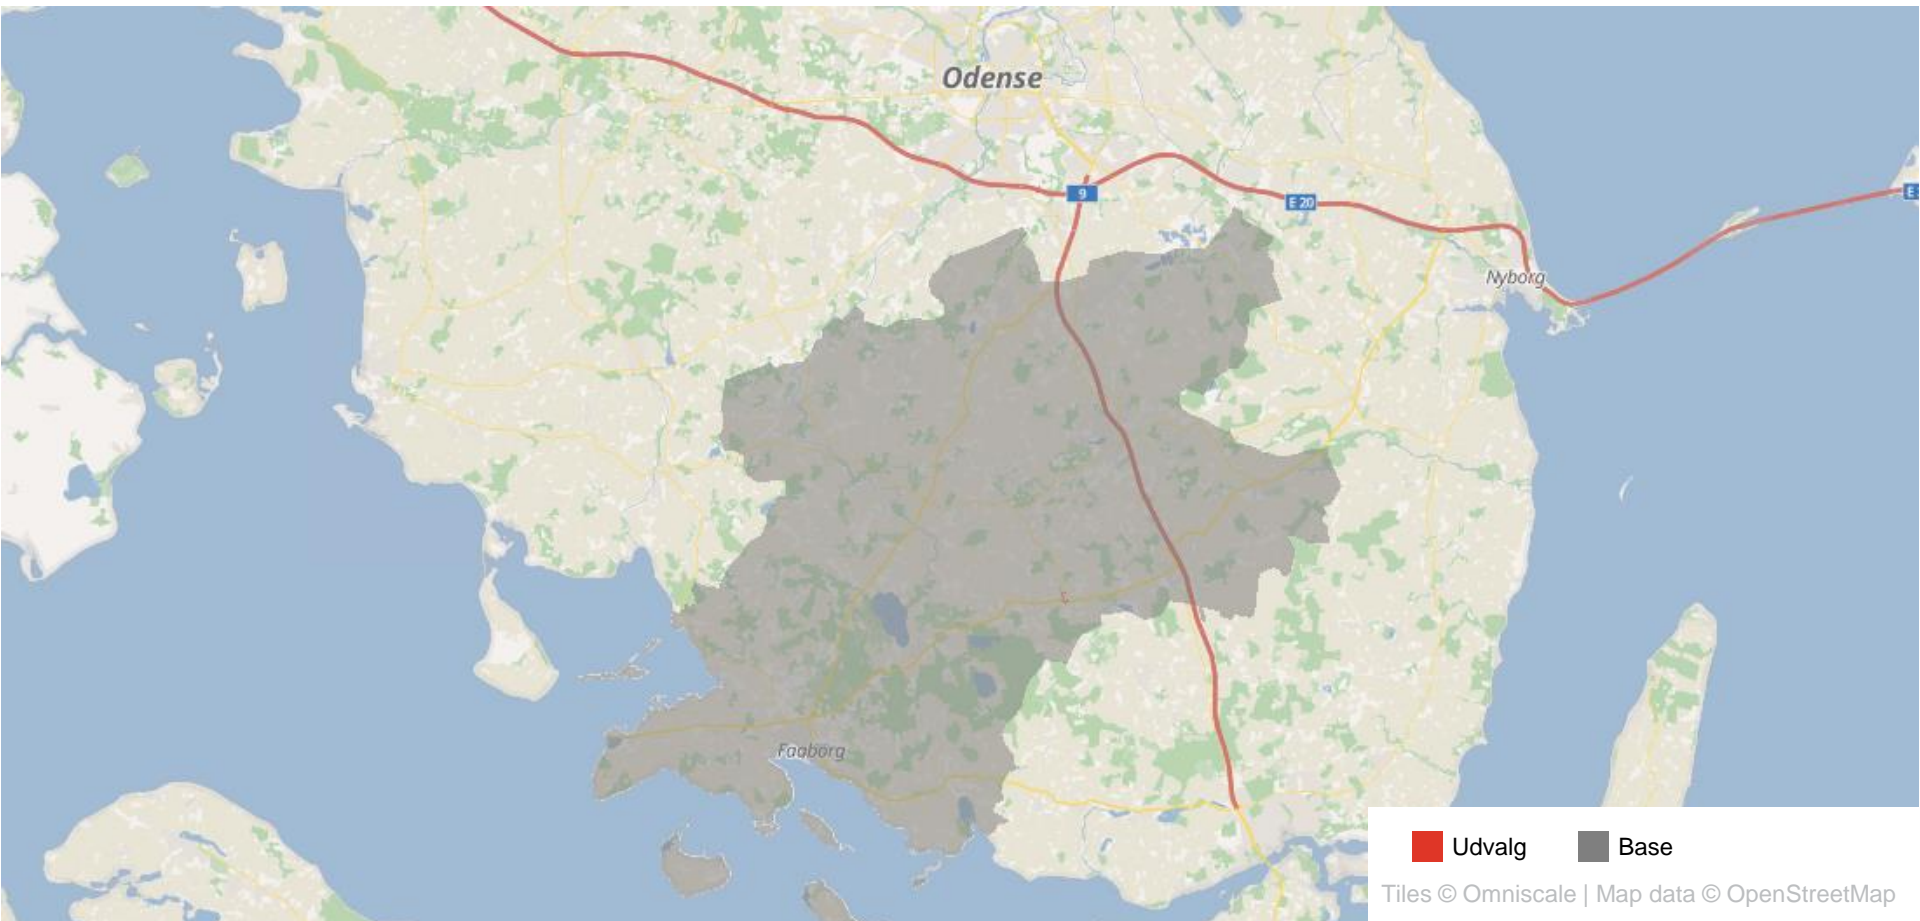 Odense
9
E 20
E
Nyborg
Faaborg
Udvalg
Base
Tiles © Omniscale | Map data © OpenStreetMap